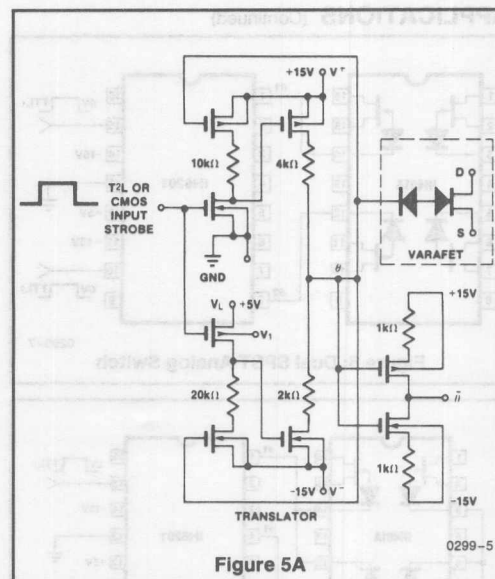 +15V V+
10kΩ
4kΩ
T²L OR
CMOS
INPUT
STROBE
GND
D
S
VARAFET
θ
+15V
VL +5V
V1
1kΩ
20kΩ
2kΩ
1kΩ
-15V V-
-15V
TRANSLATOR
0299-5
Figure 5A